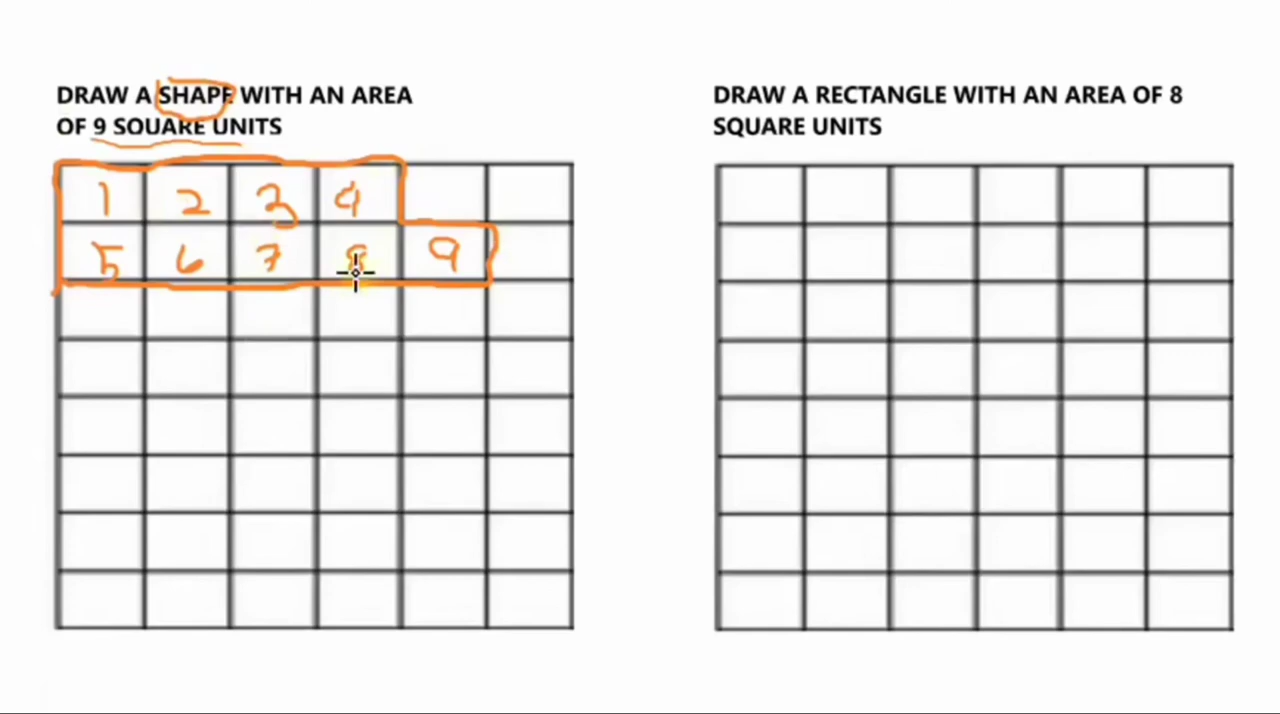 DRAW A SHAPE WITH AN AREA
OF 9 SQUARE UNITS
1 2 3 4
5 6 7 8 9
DRAW A RECTANGLE WITH AN AREA OF 8
SQUARE UNITS